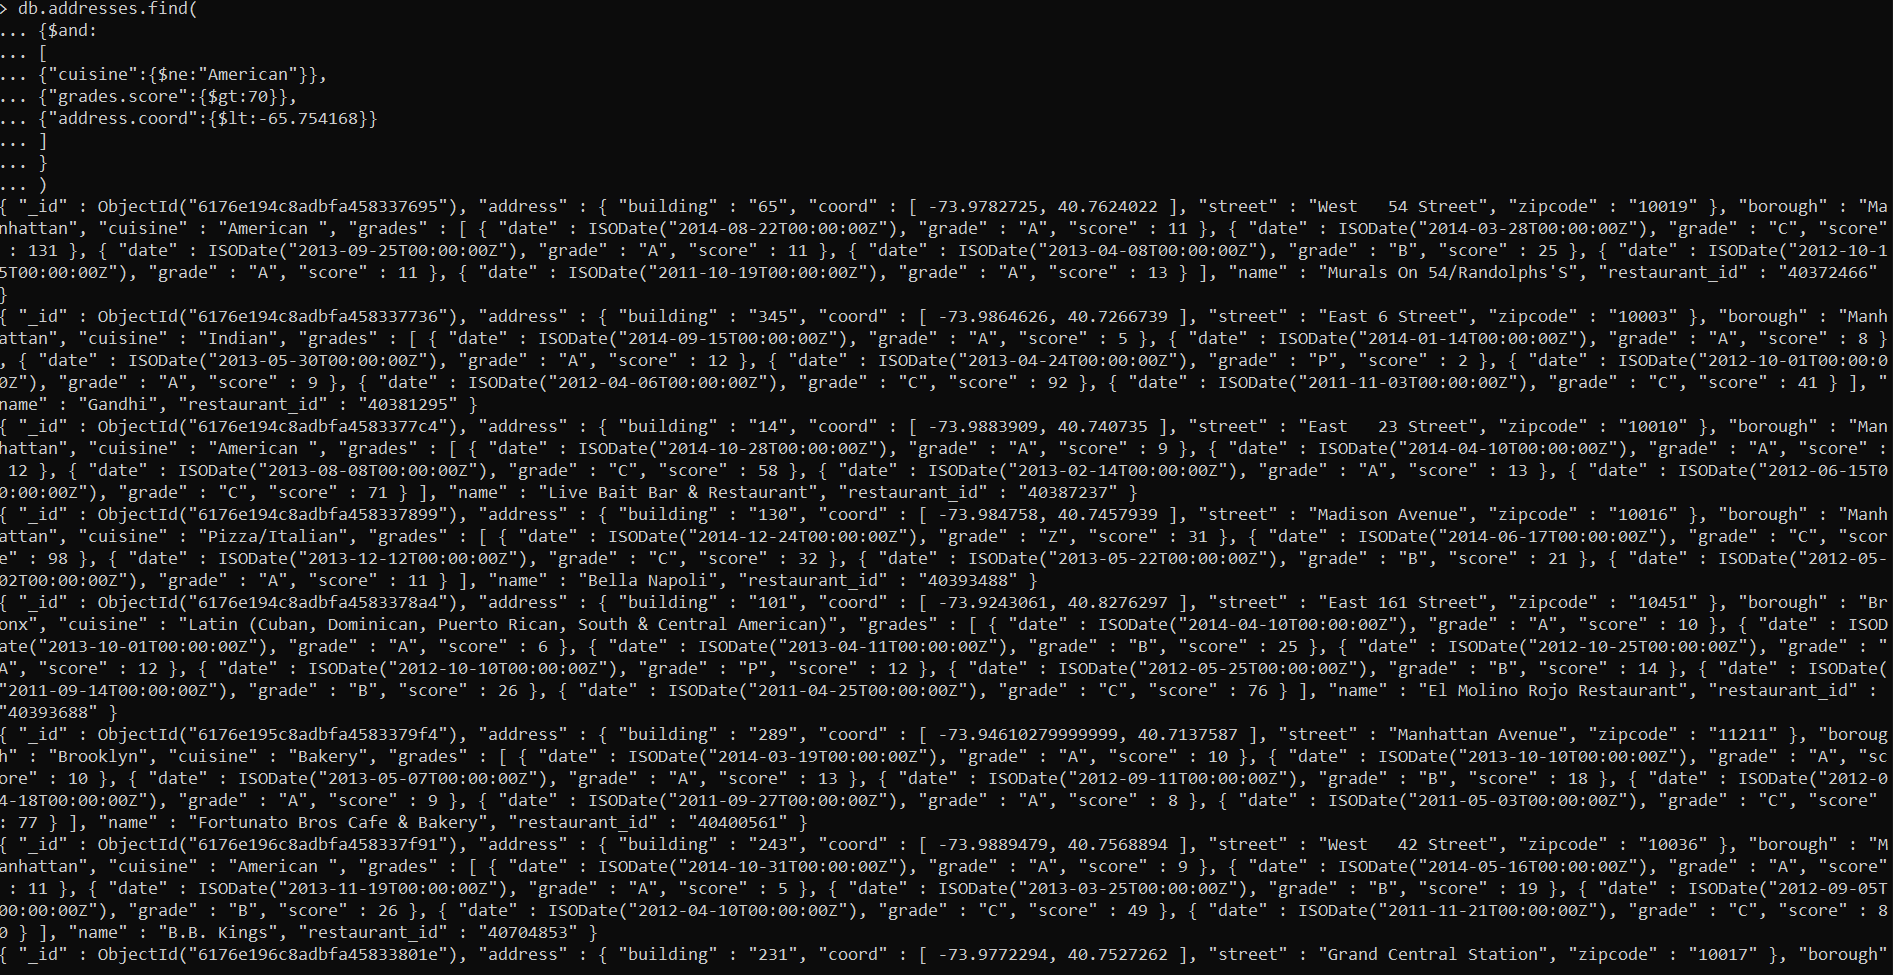 > db.addresses.find(
... {$and:
... [
... {"cuisine":{$ne:"American"}},
... {"grades.score":{$gt:70}},
... {"address.coord":{$lt:-65.754168}}
... ]
... }
... )
{ "_id" : ObjectId("6176e194c8adbfa458337695"), "address" : { "building" : "65", "coord" : [ -73.9782725, 40.7624022 ], "street" : "West   54 Street", "zipcode" : "10019" }, "borough" : "Ma
nhattan", "cuisine" : "American ", "grades" : [ { "date" : ISODate("2014-08-22T00:00:00Z"), "grade" : "A", "score" : 11 }, { "date" : ISODate("2014-03-28T00:00:00Z"), "grade" : "C", "score"
 : 131 }, { "date" : ISODate("2013-09-25T00:00:00Z"), "grade" : "A", "score" : 11 }, { "date" : ISODate("2013-04-08T00:00:00Z"), "grade" : "B", "score" : 25 }, { "date" : ISODate("2012-10-1
5T00:00:00Z"), "grade" : "A", "score" : 11 }, { "date" : ISODate("2011-10-19T00:00:00Z"), "grade" : "A", "score" : 13 } ], "name" : "Murals On 54/Randolphs'S", "restaurant_id" : "40372466"
}
{ "_id" : ObjectId("6176e194c8adbfa458337736"), "address" : { "building" : "345", "coord" : [ -73.9864626, 40.7266739 ], "street" : "East 6 Street", "zipcode" : "10003" }, "borough" : "Manh
attan", "cuisine" : "Indian", "grades" : [ { "date" : ISODate("2014-09-15T00:00:00Z"), "grade" : "A", "score" : 5 }, { "date" : ISODate("2014-01-14T00:00:00Z"), "grade" : "A", "score" : 8 }
, { "date" : ISODate("2013-05-30T00:00:00Z"), "grade" : "A", "score" : 12 }, { "date" : ISODate("2013-04-24T00:00:00Z"), "grade" : "P", "score" : 2 }, { "date" : ISODate("2012-10-01T00:00:0
0Z"), "grade" : "A", "score" : 9 }, { "date" : ISODate("2012-04-06T00:00:00Z"), "grade" : "C", "score" : 92 }, { "date" : ISODate("2011-11-03T00:00:00Z"), "grade" : "C", "score" : 41 } ], "
name" : "Gandhi", "restaurant_id" : "40381295" }
{ "_id" : ObjectId("6176e194c8adbfa4583377c4"), "address" : { "building" : "14", "coord" : [ -73.9883909, 40.740735 ], "street" : "East   23 Street", "zipcode" : "10010" }, "borough" : "Man
hattan", "cuisine" : "American ", "grades" : [ { "date" : ISODate("2014-10-28T00:00:00Z"), "grade" : "A", "score" : 9 }, { "date" : ISODate("2014-04-10T00:00:00Z"), "grade" : "A", "score" :
 12 }, { "date" : ISODate("2013-08-08T00:00:00Z"), "grade" : "C", "score" : 58 }, { "date" : ISODate("2013-02-14T00:00:00Z"), "grade" : "A", "score" : 13 }, { "date" : ISODate("2012-06-15T0
0:00:00Z"), "grade" : "C", "score" : 71 } ], "name" : "Live Bait Bar & Restaurant", "restaurant_id" : "40387237" }
{ "_id" : ObjectId("6176e194c8adbfa458337899"), "address" : { "building" : "130", "coord" : [ -73.984758, 40.7457939 ], "street" : "Madison Avenue", "zipcode" : "10016" }, "borough" : "Manh
attan", "cuisine" : "Pizza/Italian", "grades" : [ { "date" : ISODate("2014-12-24T00:00:00Z"), "grade" : "Z", "score" : 31 }, { "date" : ISODate("2014-06-17T00:00:00Z"), "grade" : "C", "scor
e" : 98 }, { "date" : ISODate("2013-12-12T00:00:00Z"), "grade" : "C", "score" : 32 }, { "date" : ISODate("2013-05-22T00:00:00Z"), "grade" : "B", "score" : 21 }, { "date" : ISODate("2012-05-
02T00:00:00Z"), "grade" : "A", "score" : 11 } ], "name" : "Bella Napoli", "restaurant_id" : "40393488" }
{ "_id" : ObjectId("6176e194c8adbfa4583378a4"), "address" : { "building" : "101", "coord" : [ -73.9243061, 40.8276297 ], "street" : "East 161 Street", "zipcode" : "10451" }, "borough" : "Br
onx", "cuisine" : "Latin (Cuban, Dominican, Puerto Rican, South & Central American)", "grades" : [ { "date" : ISODate("2014-04-10T00:00:00Z"), "grade" : "A", "score" : 10 }, { "date" : ISOD
ate("2013-10-01T00:00:00Z"), "grade" : "A", "score" : 6 }, { "date" : ISODate("2013-04-11T00:00:00Z"), "grade" : "B", "score" : 25 }, { "date" : ISODate("2012-10-25T00:00:00Z"), "grade" : "
A", "score" : 12 }, { "date" : ISODate("2012-10-10T00:00:00Z"), "grade" : "P", "score" : 12 }, { "date" : ISODate("2012-05-25T00:00:00Z"), "grade" : "B", "score" : 14 }, { "date" : ISODate(
"2011-09-14T00:00:00Z"), "grade" : "B", "score" : 26 }, { "date" : ISODate("2011-04-25T00:00:00Z"), "grade" : "C", "score" : 76 } ], "name" : "El Molino Rojo Restaurant", "restaurant_id" :
"40393688" }
{ "_id" : ObjectId("6176e195c8adbfa4583379f4"), "address" : { "building" : "289", "coord" : [ -73.94610279999999, 40.7137587 ], "street" : "Manhattan Avenue", "zipcode" : "11211" }, "boroug
h" : "Brooklyn", "cuisine" : "Bakery", "grades" : [ { "date" : ISODate("2014-03-19T00:00:00Z"), "grade" : "A", "score" : 10 }, { "date" : ISODate("2013-10-10T00:00:00Z"), "grade" : "A", "sc
ore" : 10 }, { "date" : ISODate("2013-05-07T00:00:00Z"), "grade" : "A", "score" : 13 }, { "date" : ISODate("2012-09-11T00:00:00Z"), "grade" : "B", "score" : 18 }, { "date" : ISODate("2012-0
4-18T00:00:00Z"), "grade" : "A", "score" : 9 }, { "date" : ISODate("2011-09-27T00:00:00Z"), "grade" : "A", "score" : 8 }, { "date" : ISODate("2011-05-03T00:00:00Z"), "grade" : "C", "score"
: 77 } ], "name" : "Fortunato Bros Cafe & Bakery", "restaurant_id" : "40400561" }
{ "_id" : ObjectId("6176e196c8adbfa458337f91"), "address" : { "building" : "243", "coord" : [ -73.9889479, 40.7568894 ], "street" : "West   42 Street", "zipcode" : "10036" }, "borough" : "M
anhattan", "cuisine" : "American ", "grades" : [ { "date" : ISODate("2014-10-31T00:00:00Z"), "grade" : "A", "score" : 9 }, { "date" : ISODate("2014-05-16T00:00:00Z"), "grade" : "A", "score"
 : 11 }, { "date" : ISODate("2013-11-19T00:00:00Z"), "grade" : "A", "score" : 5 }, { "date" : ISODate("2013-03-25T00:00:00Z"), "grade" : "B", "score" : 19 }, { "date" : ISODate("2012-09-05T
00:00:00Z"), "grade" : "B", "score" : 26 }, { "date" : ISODate("2012-04-10T00:00:00Z"), "grade" : "C", "score" : 49 }, { "date" : ISODate("2011-11-21T00:00:00Z"), "grade" : "C", "score" : 8
0 } ], "name" : "B.B. Kings", "restaurant_id" : "40704853" }
{ "_id" : ObjectId("6176e196c8adbfa45833801e"), "address" : { "building" : "231", "coord" : [ -73.9772294, 40.7527262 ], "street" : "Grand Central Station", "zipcode" : "10017" }, "borough"